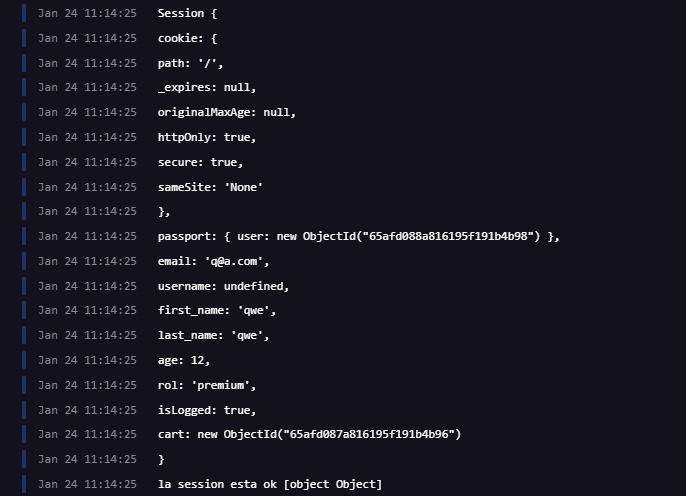 Jan 24 11:14:25 Session {
Jan 24 11:14:25 cookie: {
Jan 24 11:14:25 path: '/',
Jan 24 11:14:25 _expires: null,
Jan 24 11:14:25 originalMaxAge: null,
Jan 24 11:14:25 httpOnly: true,
Jan 24 11:14:25 secure: true,
Jan 24 11:14:25 sameSite: 'None'
Jan 24 11:14:25 },
Jan 24 11:14:25 passport: { user: new ObjectId("65afd088a816195f191b4b98") },
Jan 24 11:14:25 email: 'q@a.com',
Jan 24 11:14:25 username: undefined,
Jan 24 11:14:25 first_name: 'qwe',
Jan 24 11:14:25 last_name: 'qwe',
Jan 24 11:14:25 age: 12,
Jan 24 11:14:25 rol: 'premium',
Jan 24 11:14:25 isLogged: true,
Jan 24 11:14:25 cart: new ObjectId("65afd087a816195f191b4b96")
Jan 24 11:14:25 }
Jan 24 11:14:25 la session esta ok [object Object]